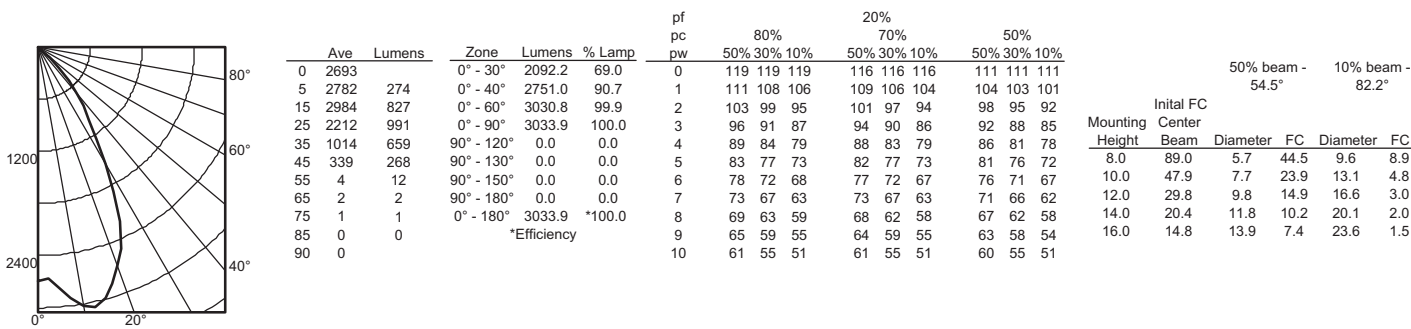 1200
2400
0°
20°
40°
60°
80°
Ave Lumens
0 2693
5 2782 274
15 2984 827
25 2212 991
35 1014 659
45 339 268
55 4 12
65 2 2
75 1 1
85 0 0
90 0
Zone Lumens % Lamp
0° - 30° 2092.2 69.0
0° - 40° 2751.0 90.7
0° - 60° 3030.8 99.9
0° - 90° 3033.9 100.0
90° - 120° 0.0 0.0
90° - 130° 0.0 0.0
90° - 150° 0.0 0.0
90° - 180° 0.0 0.0
0° - 180° 3033.9 *100.0
*Efficiency
pf 20%
pc 80% 70% 50%
pw 50% 30% 10% 50% 30% 10% 50% 30% 10%
0 119 119 119 116 116 116 111 111 111
1 111 108 106 109 106 104 104 103 101
2 103 99 95 101 97 94 98 95 92
3 96 91 87 94 90 86 92 88 85
4 89 84 79 88 83 79 86 81 78
5 83 77 73 82 77 73 81 76 72
6 78 72 68 77 72 67 76 71 67
7 73 67 63 73 67 63 71 66 62
8 69 63 59 68 62 58 67 62 58
9 65 59 55 64 59 55 63 58 54
10 61 55 51 61 55 51 60 55 51
50% beam - 10% beam -
54.5° 82.2°
Inital FC
Mounting Center
Height Beam Diameter FC Diameter FC
8.0 89.0 5.7 44.5 9.6 8.9
10.0 47.9 7.7 23.9 13.1 4.8
12.0 29.8 9.8 14.9 16.6 3.0
14.0 20.4 11.8 10.2 20.1 2.0
16.0 14.8 13.9 7.4 23.6 1.5